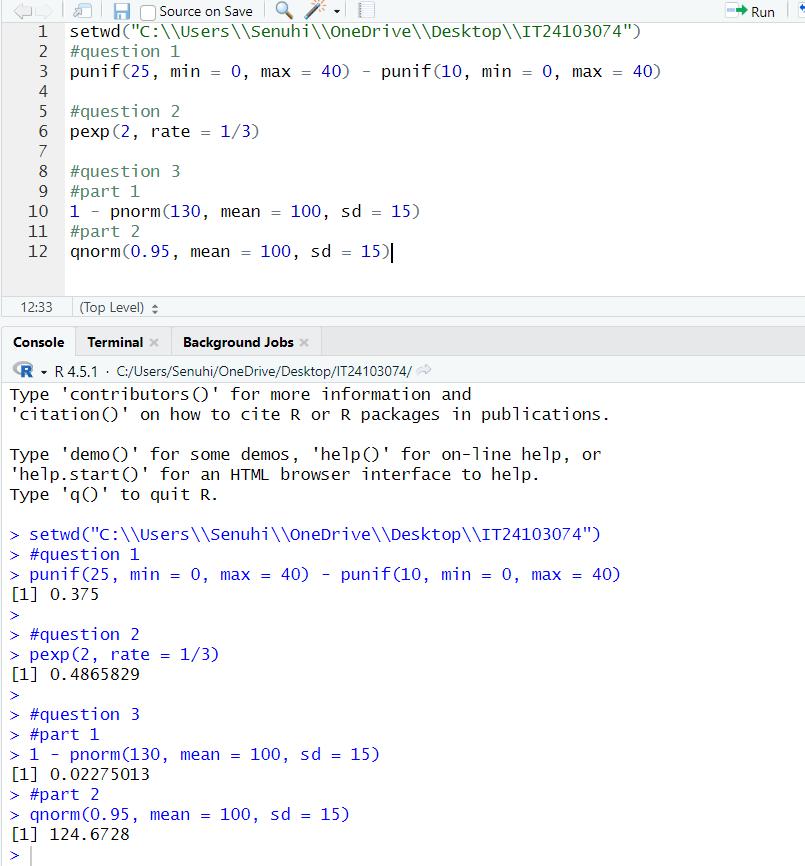 Source on Save
Run
1 setwd("C:\\Users\\Senuhi\\OneDrive\\Desktop\\IT24103074")
2 #question 1
3 punif(25, min = 0, max = 40) - punif(10, min = 0, max = 40)
4
5 #question 2
6 pexp(2, rate = 1/3)
7
8 #question 3
9 #part 1
10 1 - pnorm(130, mean = 100, sd = 15)
11 #part 2
12 qnorm(0.95, mean = 100, sd = 15)
12:33 (Top Level)
Console Terminal Background Jobs
R R 4.5.1 · C:/Users/Senuhi/OneDrive/Desktop/IT24103074/
Type 'contributors()' for more information and
'citation()' on how to cite R or R packages in publications.
Type 'demo()' for some demos, 'help()' for on-line help, or
'help.start()' for an HTML browser interface to help.
Type 'q()' to quit R.
> setwd("C:\\Users\\Senuhi\\OneDrive\\Desktop\\IT24103074")
> #question 1
> punif(25, min = 0, max = 40) - punif(10, min = 0, max = 40)
[1] 0.375
>
> #question 2
> pexp(2, rate = 1/3)
[1] 0.4865829
>
> #question 3
> #part 1
> 1 - pnorm(130, mean = 100, sd = 15)
[1] 0.02275013
> #part 2
> qnorm(0.95, mean = 100, sd = 15)
[1] 124.6728
>